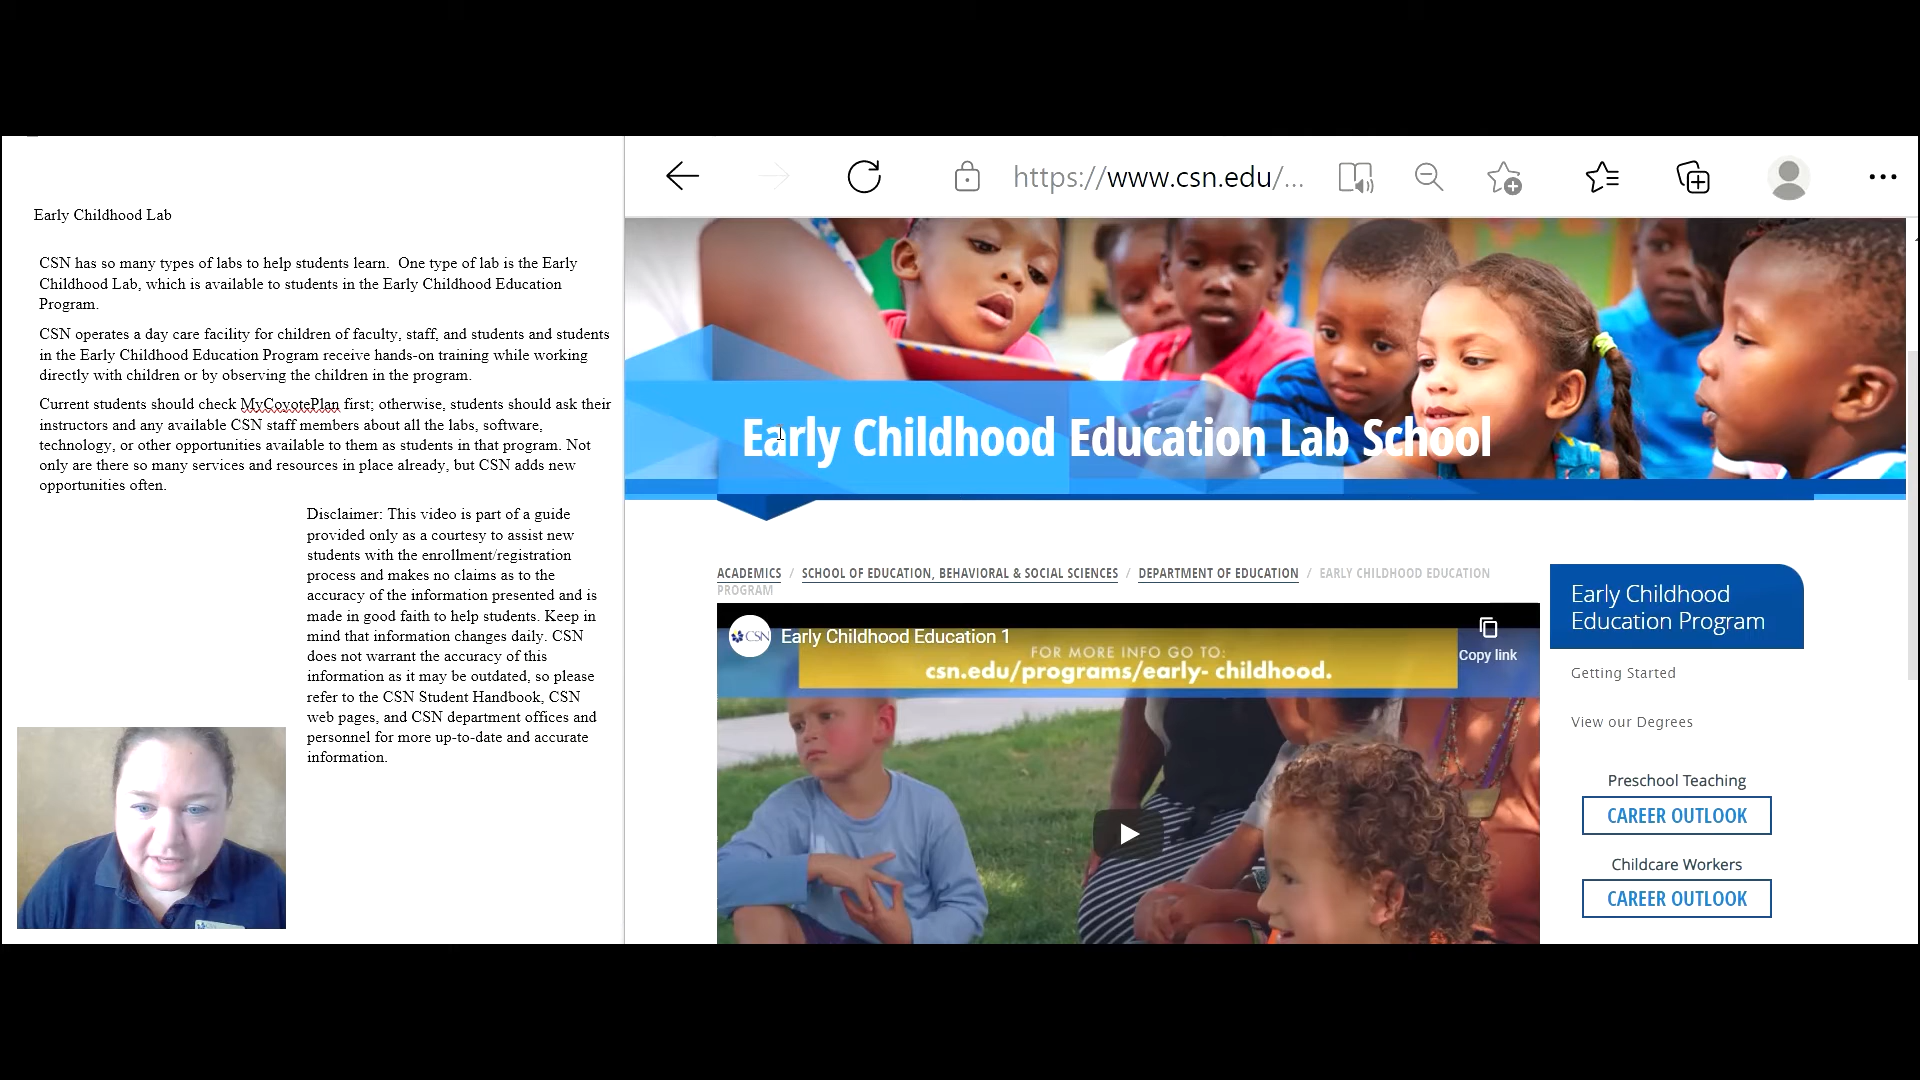 Early Childhood Lab
CSN has so many types of labs to help students learn.  One type of lab is the Early
Childhood Lab, which is available to students in the Early Childhood Education
Program.
CSN operates a day care facility for children of faculty, staff, and students and students
in the Early Childhood Education Program receive hands-on training while working
directly with children or by observing the children in the program.
Current students should check MyCoyotePlan first; otherwise, students should ask their
instructors and any available CSN staff members about all the labs, software,
technology, or other opportunities available to them as students in that program. Not
only are there so many services and resources in place already, but CSN adds new
opportunities often.
Disclaimer: This video is part of a guide
provided only as a courtesy to assist new
students with the enrollment/registration
process and makes no claims as to the
accuracy of the information presented and is
made in good faith to help students. Keep in
mind that information changes daily. CSN
does not warrant the accuracy of this
information as it may be outdated, so please
refer to the CSN Student Handbook, CSN
web pages, and CSN department offices and
personnel for more up-to-date and accurate
information.
https://www.csn.edu/...
Early Childhood Education Lab School
ACADEMICS / SCHOOL OF EDUCATION, BEHAVIORAL & SOCIAL SCIENCES / DEPARTMENT OF EDUCATION / EARLY CHILDHOOD EDUCATION
PROGRAM
CSN Early Childhood Education 1
Copy link
FOR MORE INFO GO TO:
csn.edu/programs/early- childhood.
Early Childhood
Education Program
Getting Started
View our Degrees
Preschool Teaching
CAREER OUTLOOK
Childcare Workers
CAREER OUTLOOK